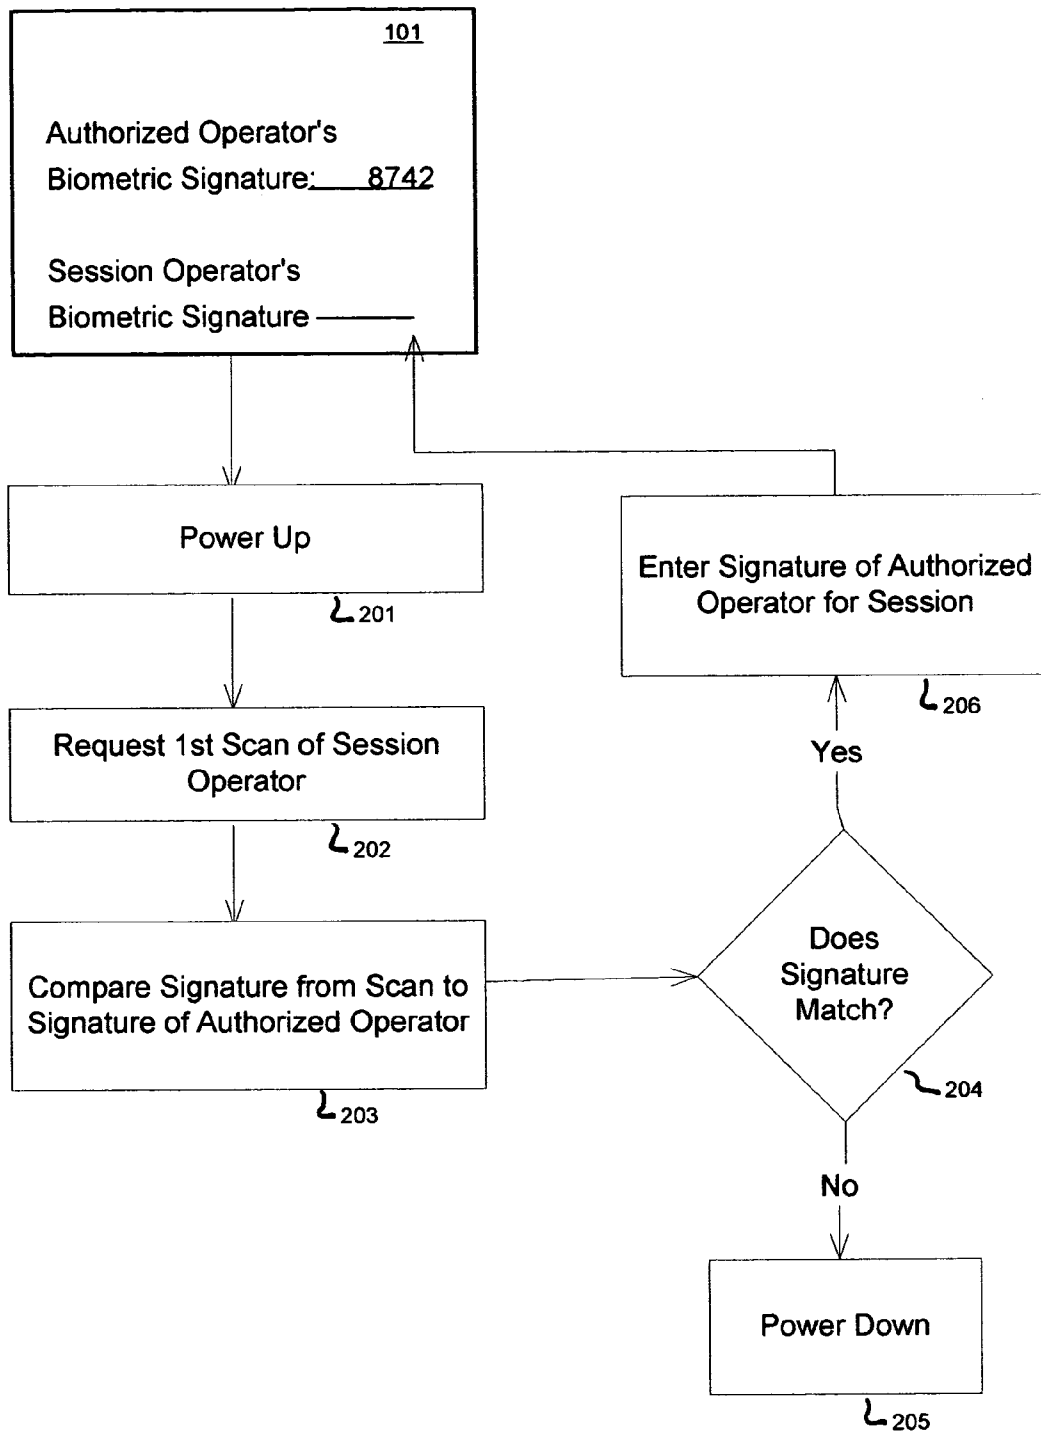 101
Authorized Operator's
Biometric Signature: 8742
Session Operator's
Biometric Signature
Power Up
201
Request 1st Scan of Session
Operator
202
Compare Signature from Scan to
Signature of Authorized Operator
203
Does
Signature
Match?
204
Yes
Enter Signature of Authorized
Operator for Session
206
No
Power Down
205